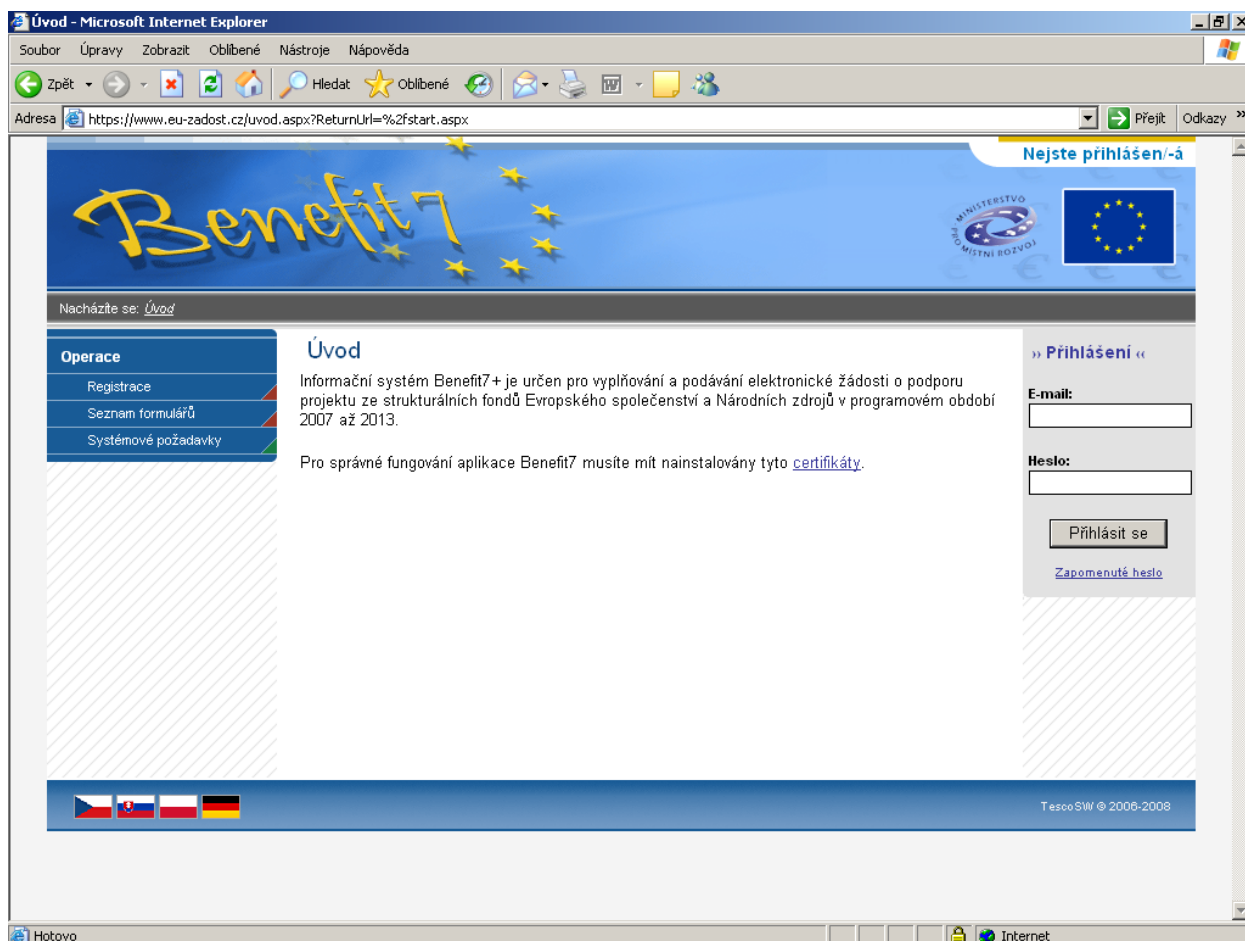 Úvod - Microsoft Internet Explorer
Soubor Úpravy Zobrazit Oblíbené Nástroje Nápověda
Zpět Hledat Oblíbené
Adresa https://www.eu-zadost.cz/uvod.aspx?ReturnUrl=%2fstart.aspx Přejít Odkazy »
Nejste přihlášen/-á
Benefit7
MINISTERSTVO
PRO MÍSTNÍ ROZVOJ
Nacházíte se: Úvod
Operace
Registrace
Seznam formulářů
Systémové požadavky
Úvod
Informační systém Benefit7+ je určen pro vyplňování a podávání elektronické žádosti o podporu
projektu ze strukturálních fondů Evropského společenství a Národních zdrojů v programovém období
2007 až 2013.
Pro správné fungování aplikace Benefit7 musíte mít nainstalovány tyto certifikáty.
›› Přihlášení ‹‹
E-mail:
Heslo:
Přihlásit se
Zapomenuté heslo
TescoSW © 2006-2008
Hotovo Internet